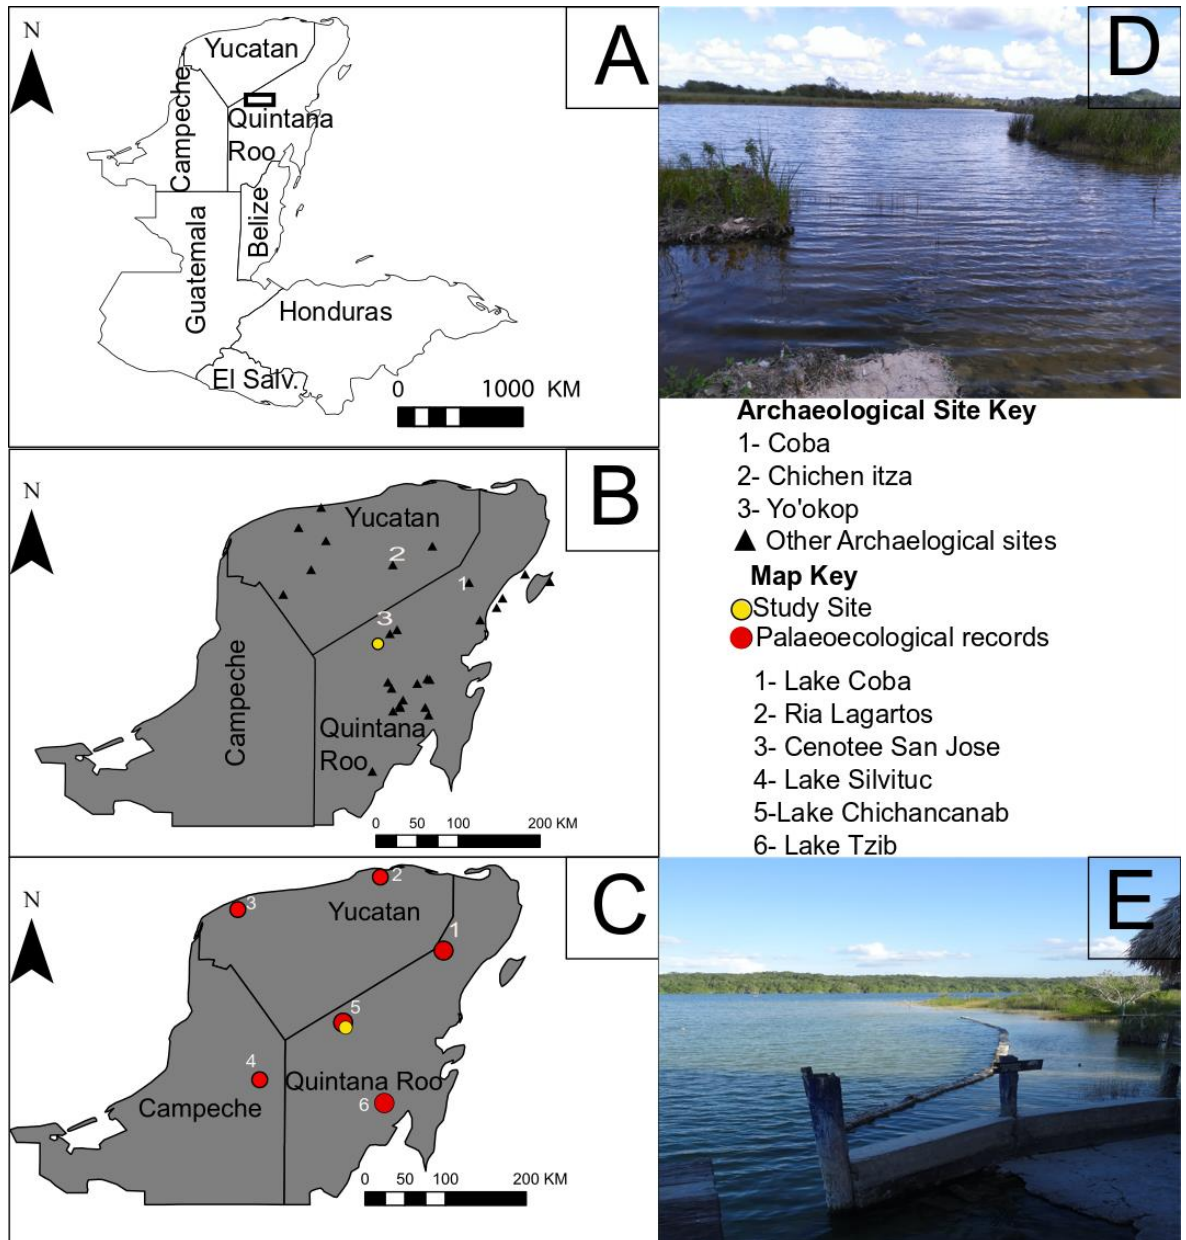 N
A
Yucatan
Campeche
Quintana
Roo
Belize
Guatemala
Honduras
El Salv.
0 1000 KM
N
B
Yucatan
2
1
3
Campeche
Quintana
Roo
0 50 100 200 KM
N
C
2
3
Yucatan
1
5
4
Quintana Roo
Campeche
6
0 50 100 200 KM
D
Archaeological Site Key
1- Coba
2- Chichen itza
3- Yo'okop
Other Archaelogical sites
Map Key
Study Site
Palaeoecological records
1- Lake Coba
2- Ria Lagartos
3- Cenotee San Jose
4- Lake Silvituc
5-Lake Chichancanab
6- Lake Tzib
E